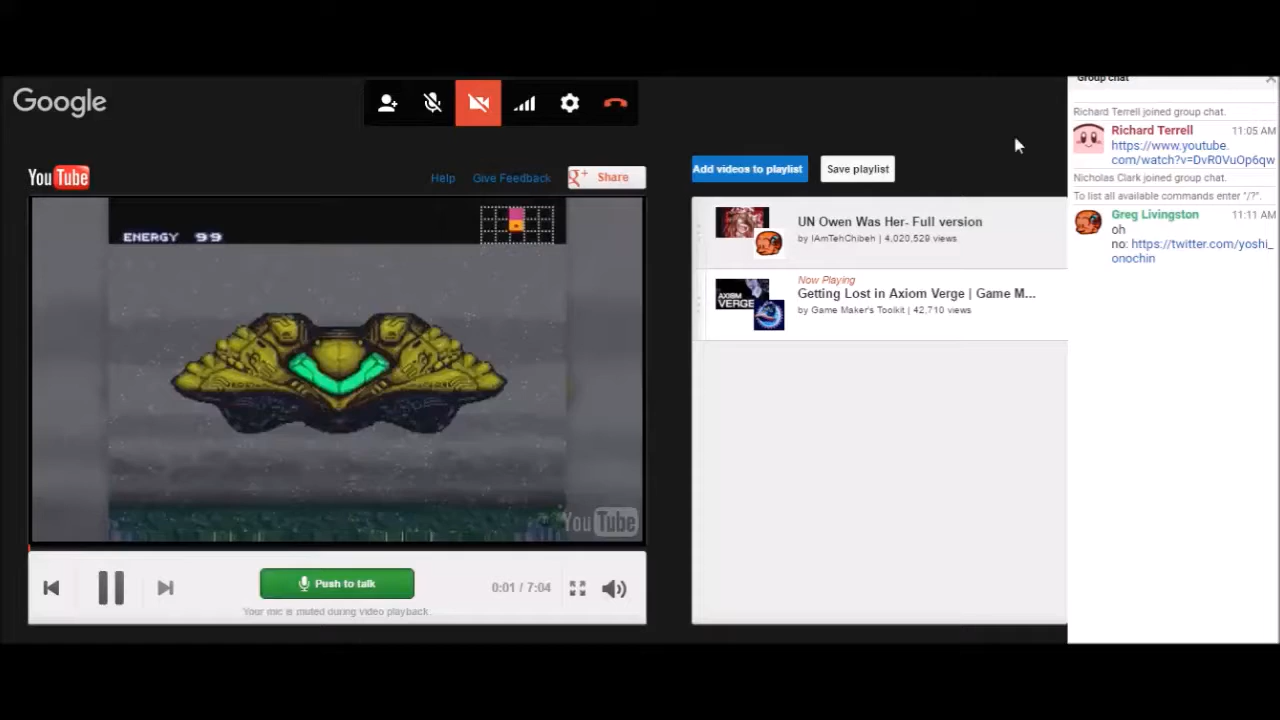 Google
Group chat
Richard Terrell joined group chat.
Richard Terrell 11:05 AM
https://www.youtube.
com/watch?v=DvR0VuOp6qw
Nicholas Clark joined group chat.
To list all available commands enter "/?".
Greg Livingston 11:11 AM
oh
no: https://twitter.com/yoshi_
onochin
YouTube
Help Give Feedback g+ Share
Add videos to playlist Save playlist
ENERGY 99
UN Owen Was Her- Full version
by IAmTehChibeh | 4,020,529 views
Now Playing
AXIOM
VERGE
Getting Lost in Axiom Verge | Game M...
by Game Maker's Toolkit | 42,710 views
YouTube
Push to talk
0:01 / 7:04
Your mic is muted during video playback.